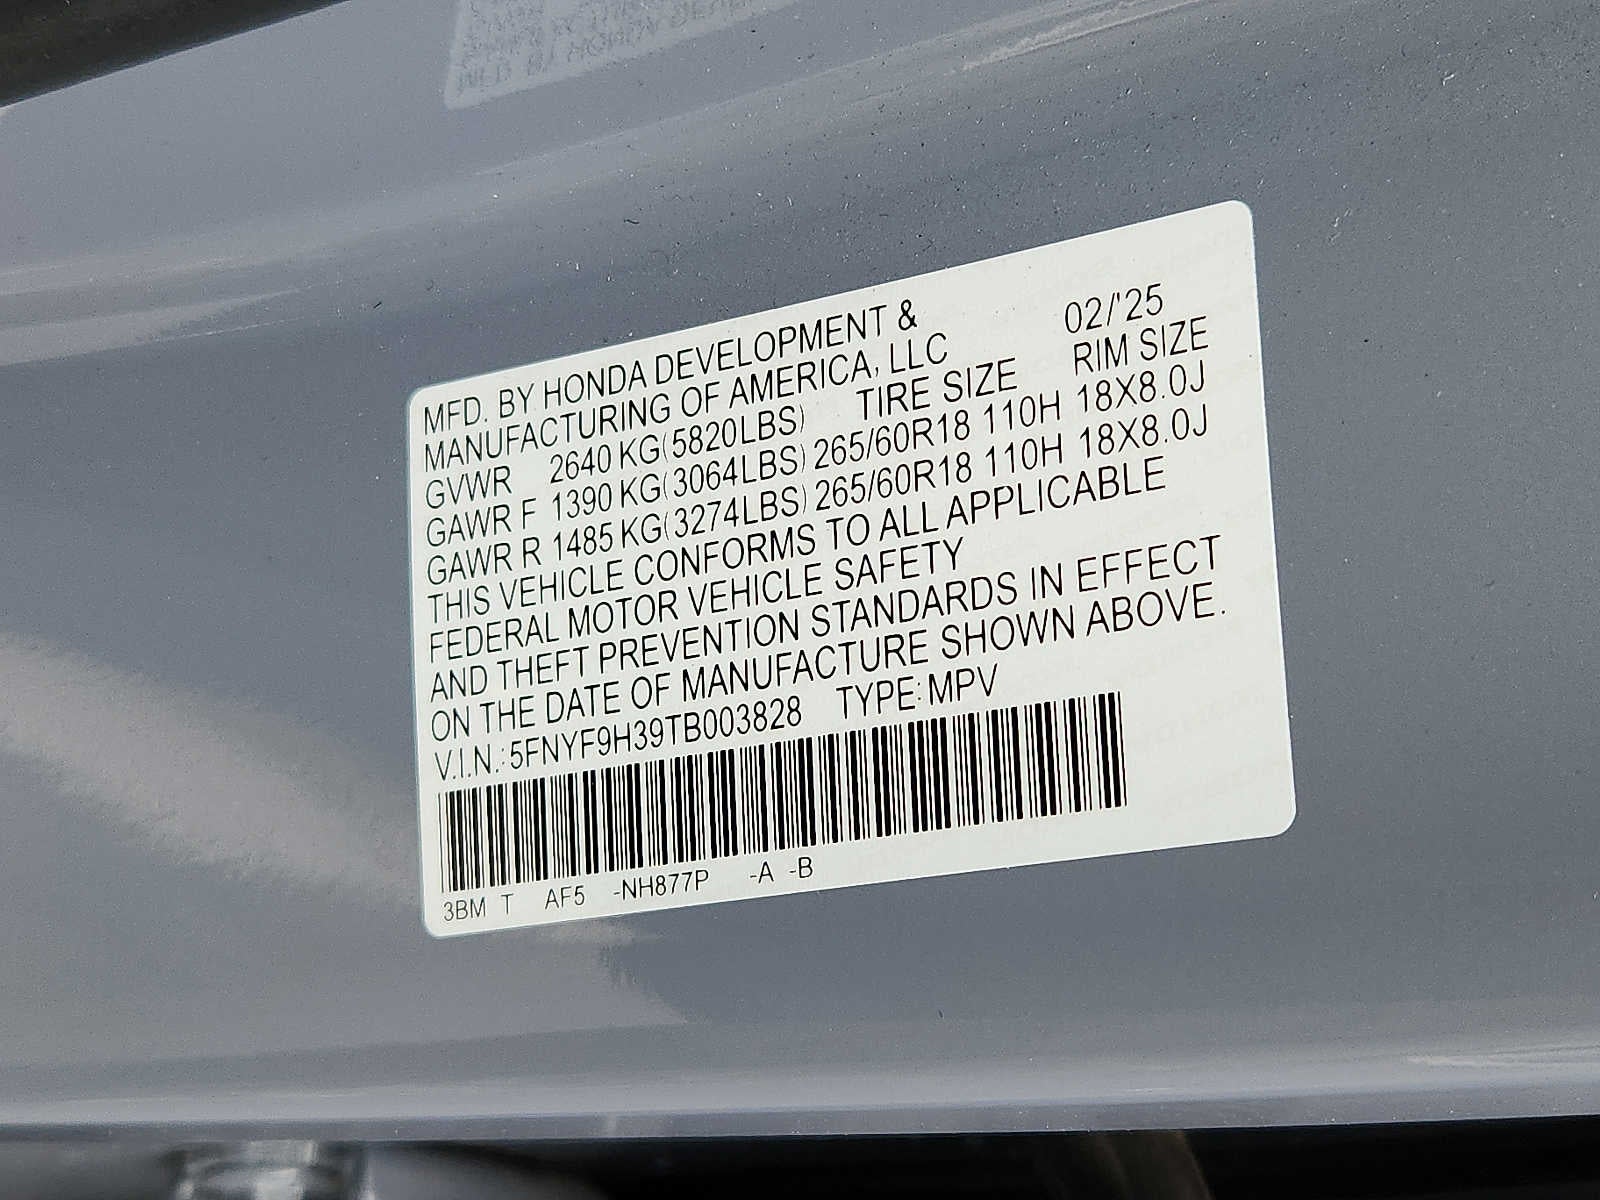 MFD. BY HONDA DEVELOPMENT &
MANUFACTURING OF AMERICA, LLC 02/'25
GVWR 2640 KG(5820LBS) TIRE SIZE RIM SIZE
GAWR F 1390 KG(3064LBS) 265/60R18 110H 18X8.0J
GAWR R 1485 KG(3274LBS) 265/60R18 110H 18X8.0J
THIS VEHICLE CONFORMS TO ALL APPLICABLE
FEDERAL MOTOR VEHICLE SAFETY
AND THEFT PREVENTION STANDARDS IN EFFECT
ON THE DATE OF MANUFACTURE SHOWN ABOVE.
V.I.N.: 5FNYF9H39TB003828 TYPE: MPV
3BM T AF5 -NH877P -A -B